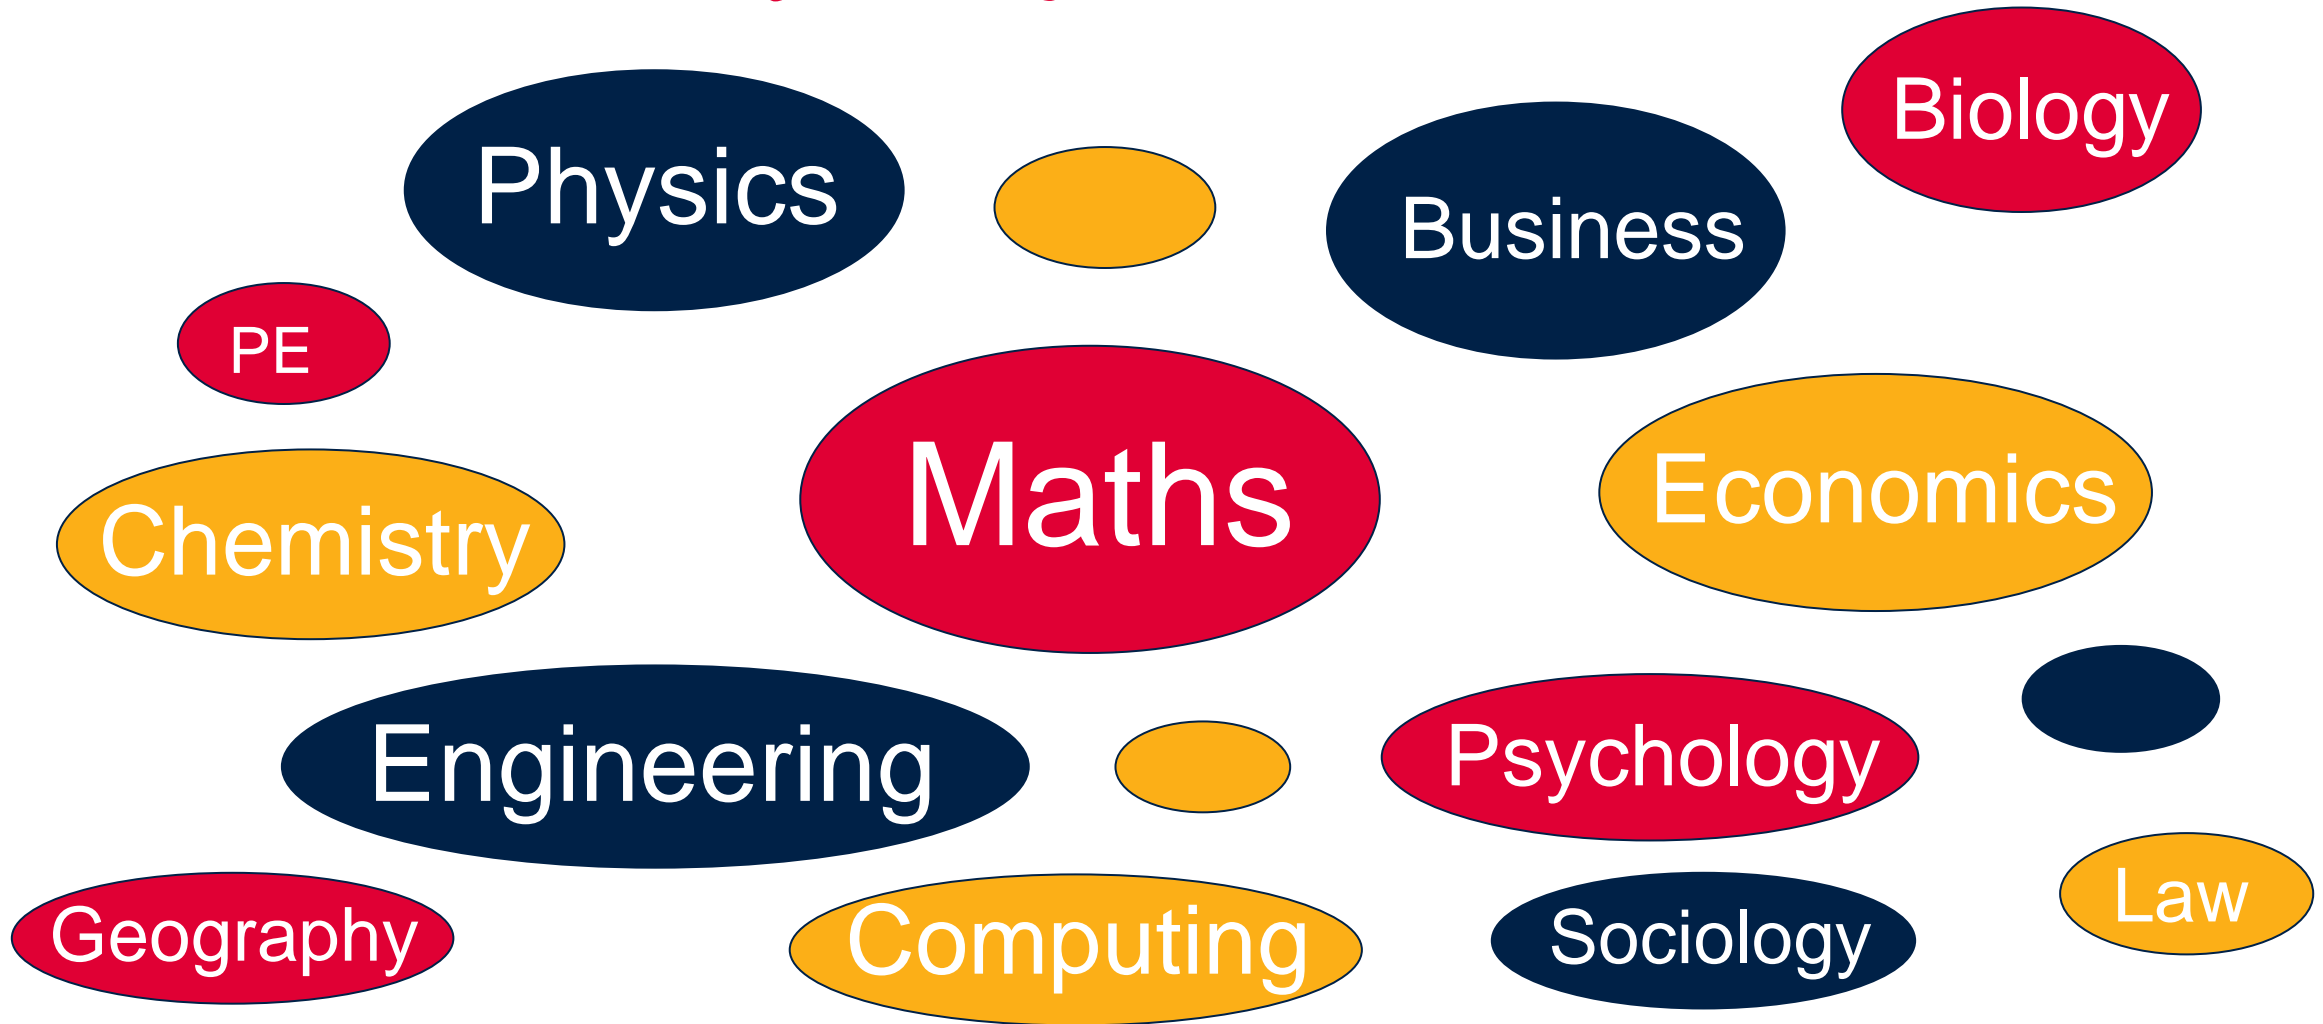 Biology
Physics
Business
PE
Maths
Economics
Chemistry
Engineering
Psychology
Law
Geography
Computing
Sociology